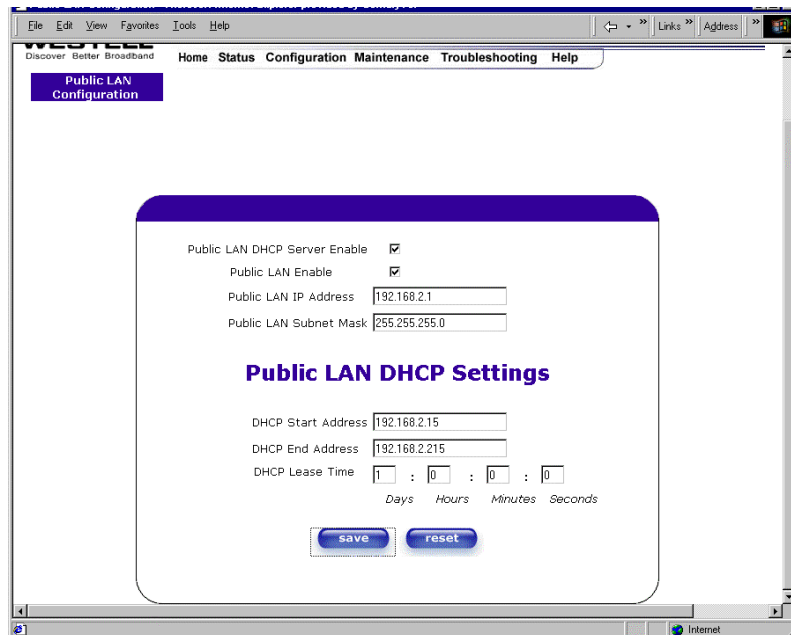 File Edit View Favorites Tools Help
Links » Address »
WESTELL
Discover Better Broadband
Home Status Configuration Maintenance Troubleshooting Help
Public LAN
Configuration
Public LAN DHCP Server Enable
Public LAN Enable
Public LAN IP Address 192.168.2.1
Public LAN Subnet Mask 255.255.255.0
Public LAN DHCP Settings
DHCP Start Address 192.168.2.15
DHCP End Address 192.168.2.215
DHCP Lease Time 1 : 0 : 0 : 0
Days Hours Minutes Seconds
save reset
Internet